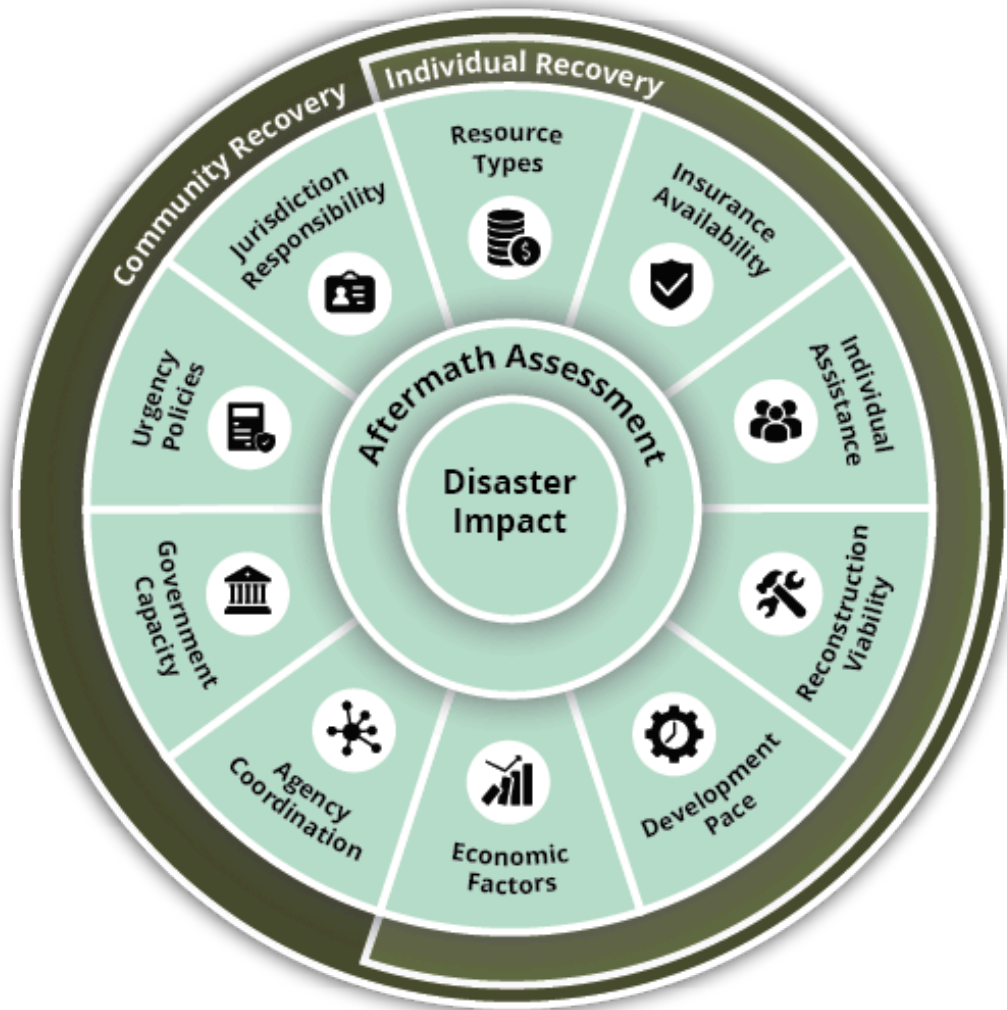 Community Recovery
Individual Recovery
Resource
Types
Insurance
Availability
Individual
Assistance
Reconstruction
Viability
Development
Pace
Economic
Factors
Agency
Coordination
Government
Capacity
Urgency
Policies
Jurisdiction
Responsibility
Aftermath Assessment
Disaster
Impact
$